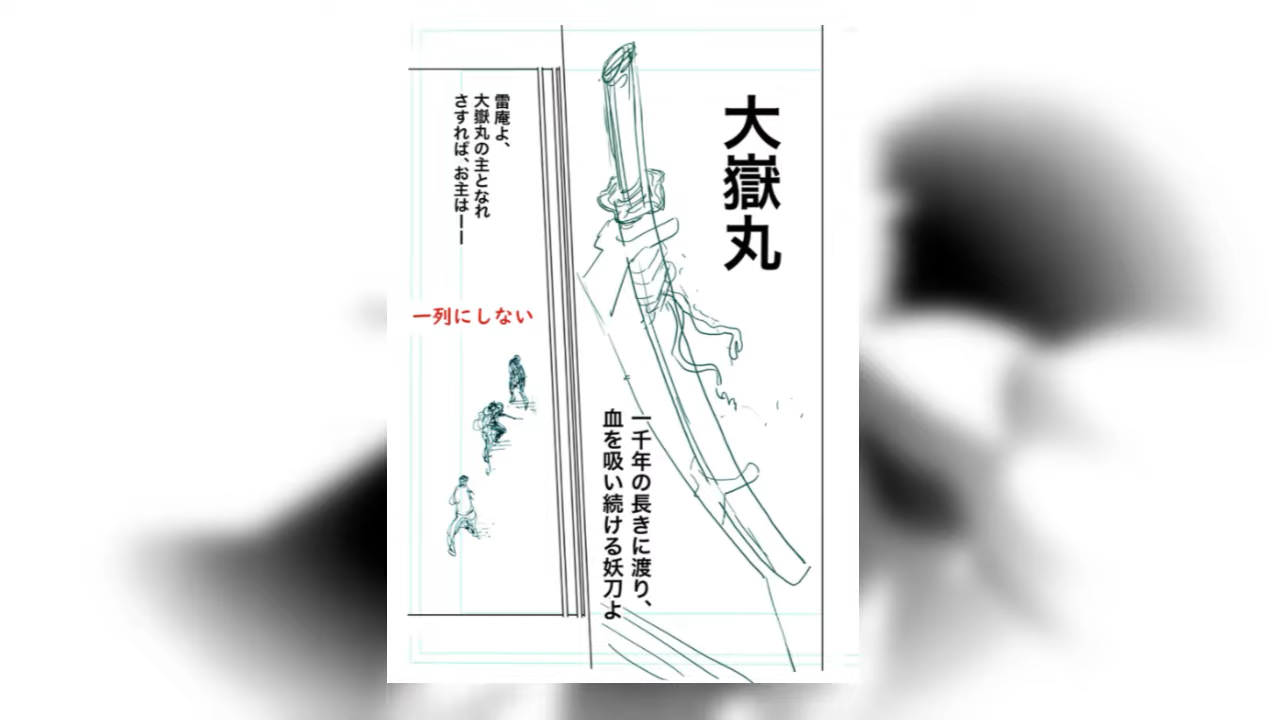 大嶽丸
一千年の長きに渡り、
血を吸い続ける妖刀よ
雷庵よ、
大嶽丸の主となれ
さすれば、お主はーー
一列にしない